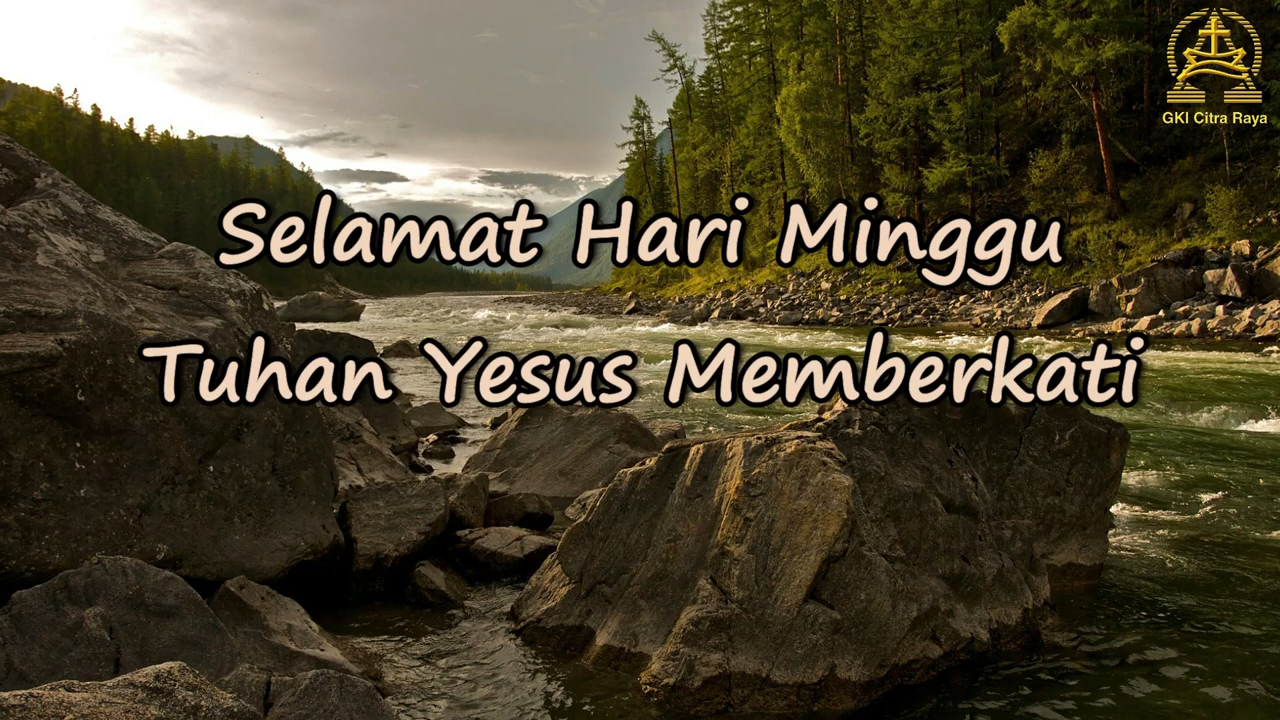 GKI Citra Raya
Selamat Hari Minggu
Tuhan Yesus Memberkati